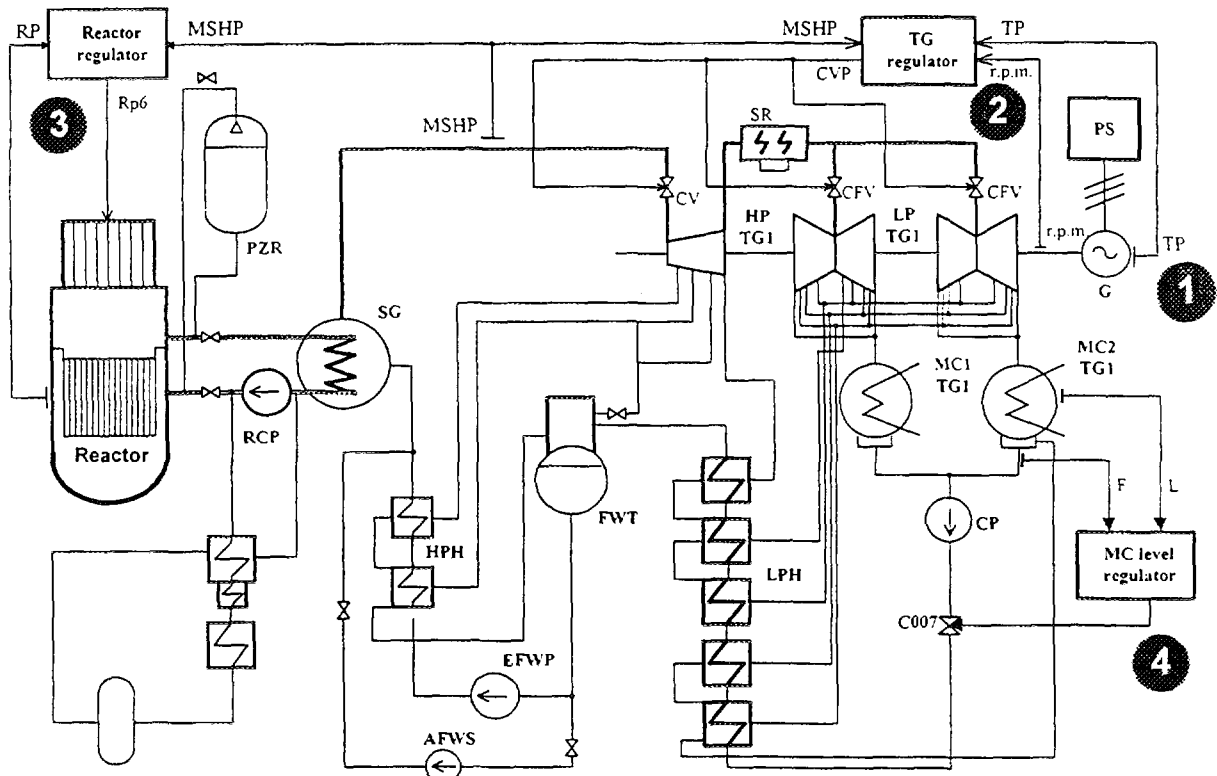 RP
Reactor
regulator
MSHP
MSHP
TG
regulator
TP
CVP
r.p.m.
3
Rp6
2
PS
MSHP
SR
PZR
CV
CFV
CFV
HP
TG1
LP
TG1
r.p.m.
TP
G
1
SG
MC1
TG1
MC2
TG1
RCP
Reactor
FWT
F
L
CP
HPH
LPH
MC level
regulator
C007
EFWP
4
AFWS